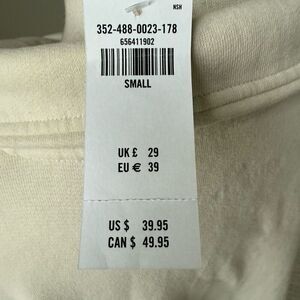 NSH
352-488-0023-178
656411902
SMALL
UK £ 29
EU € 39
US $ 39.95
CAN $ 49.95